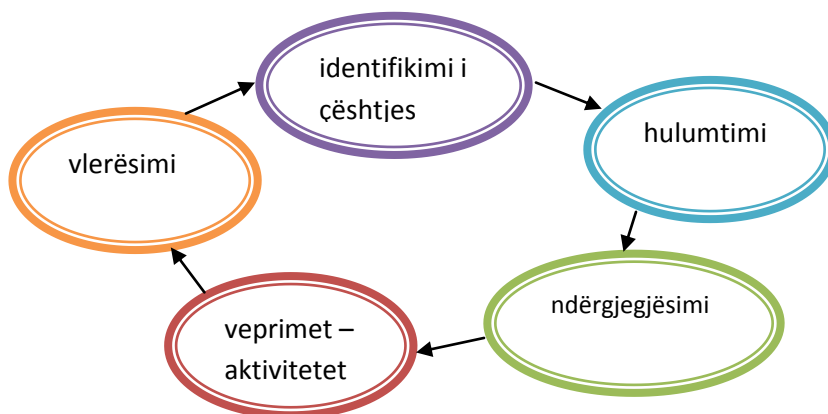 identifikimi i
çështjes
hulumtimi
ndërgjegjësimi
veprimet –
aktivitetet
vlerësimi